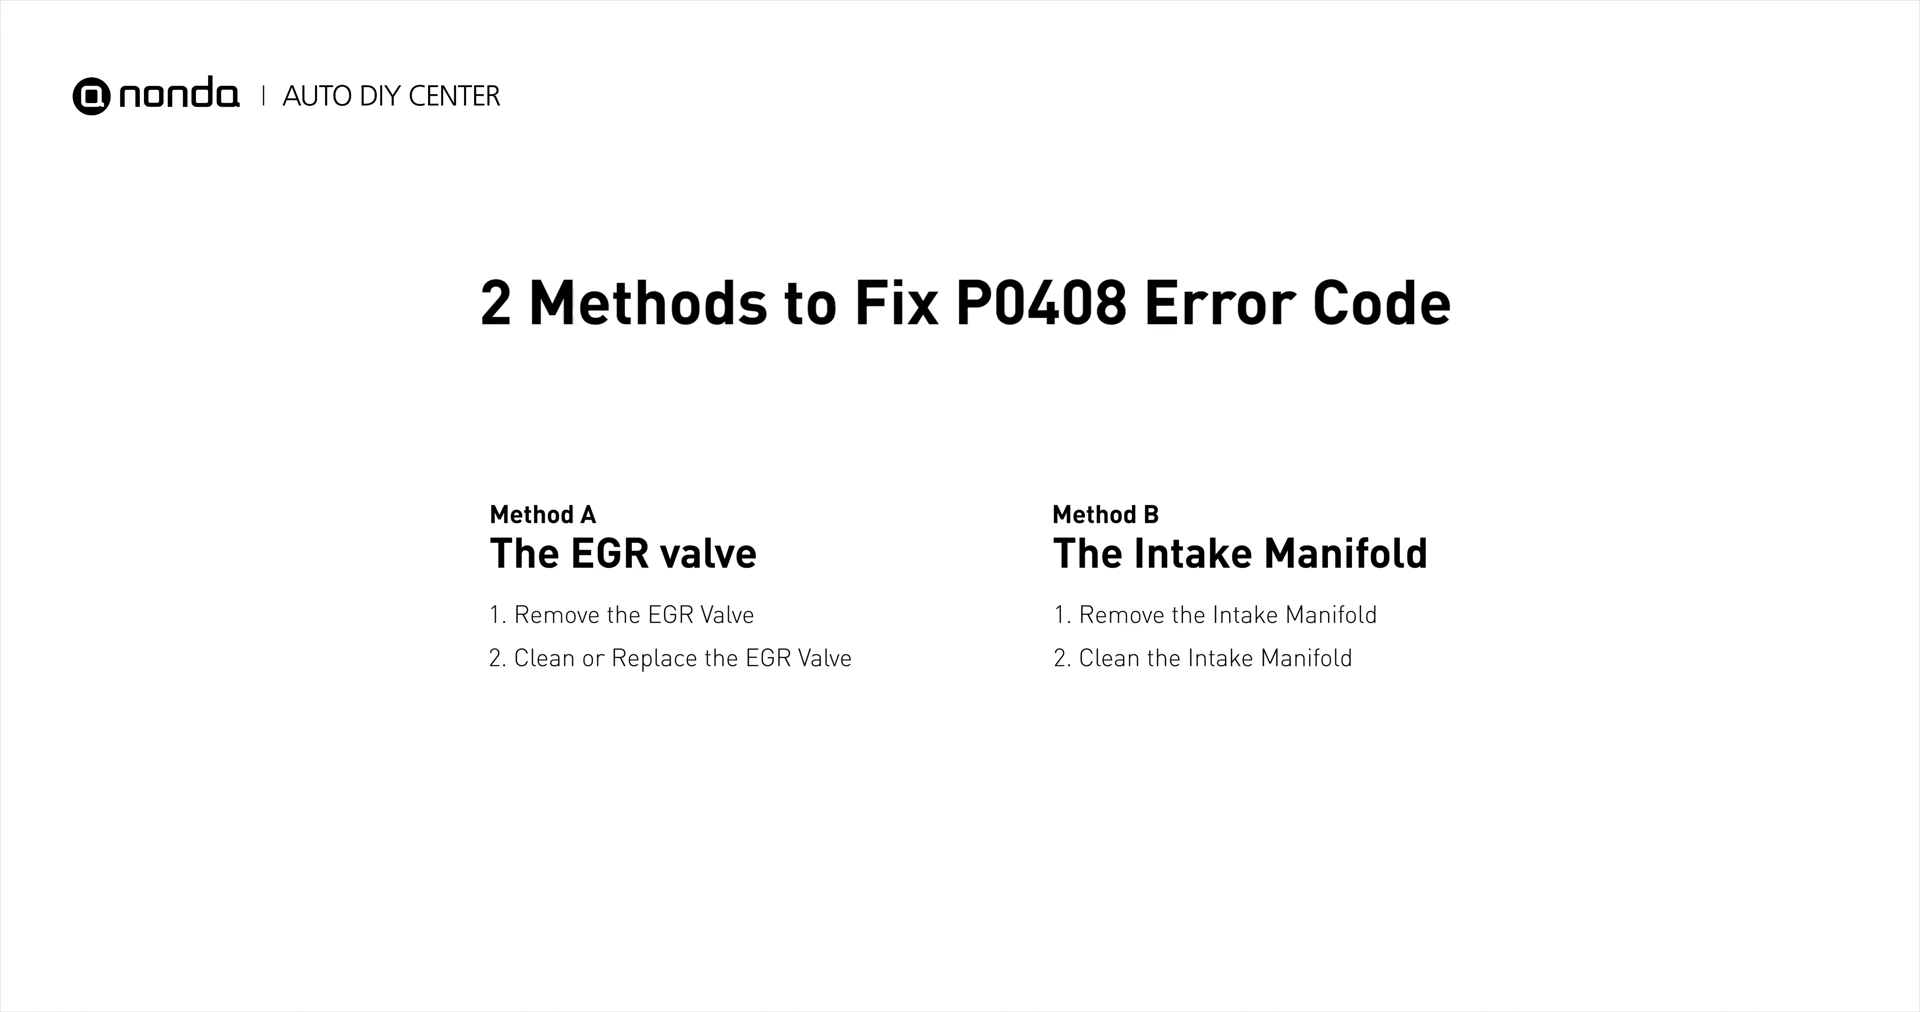 nonda | AUTO DIY CENTER
2 Methods to Fix P0408 Error Code
Method A
The EGR valve
1. Remove the EGR Valve
2. Clean or Replace the EGR Valve
Method B
The Intake Manifold
1. Remove the Intake Manifold
2. Clean the Intake Manifold